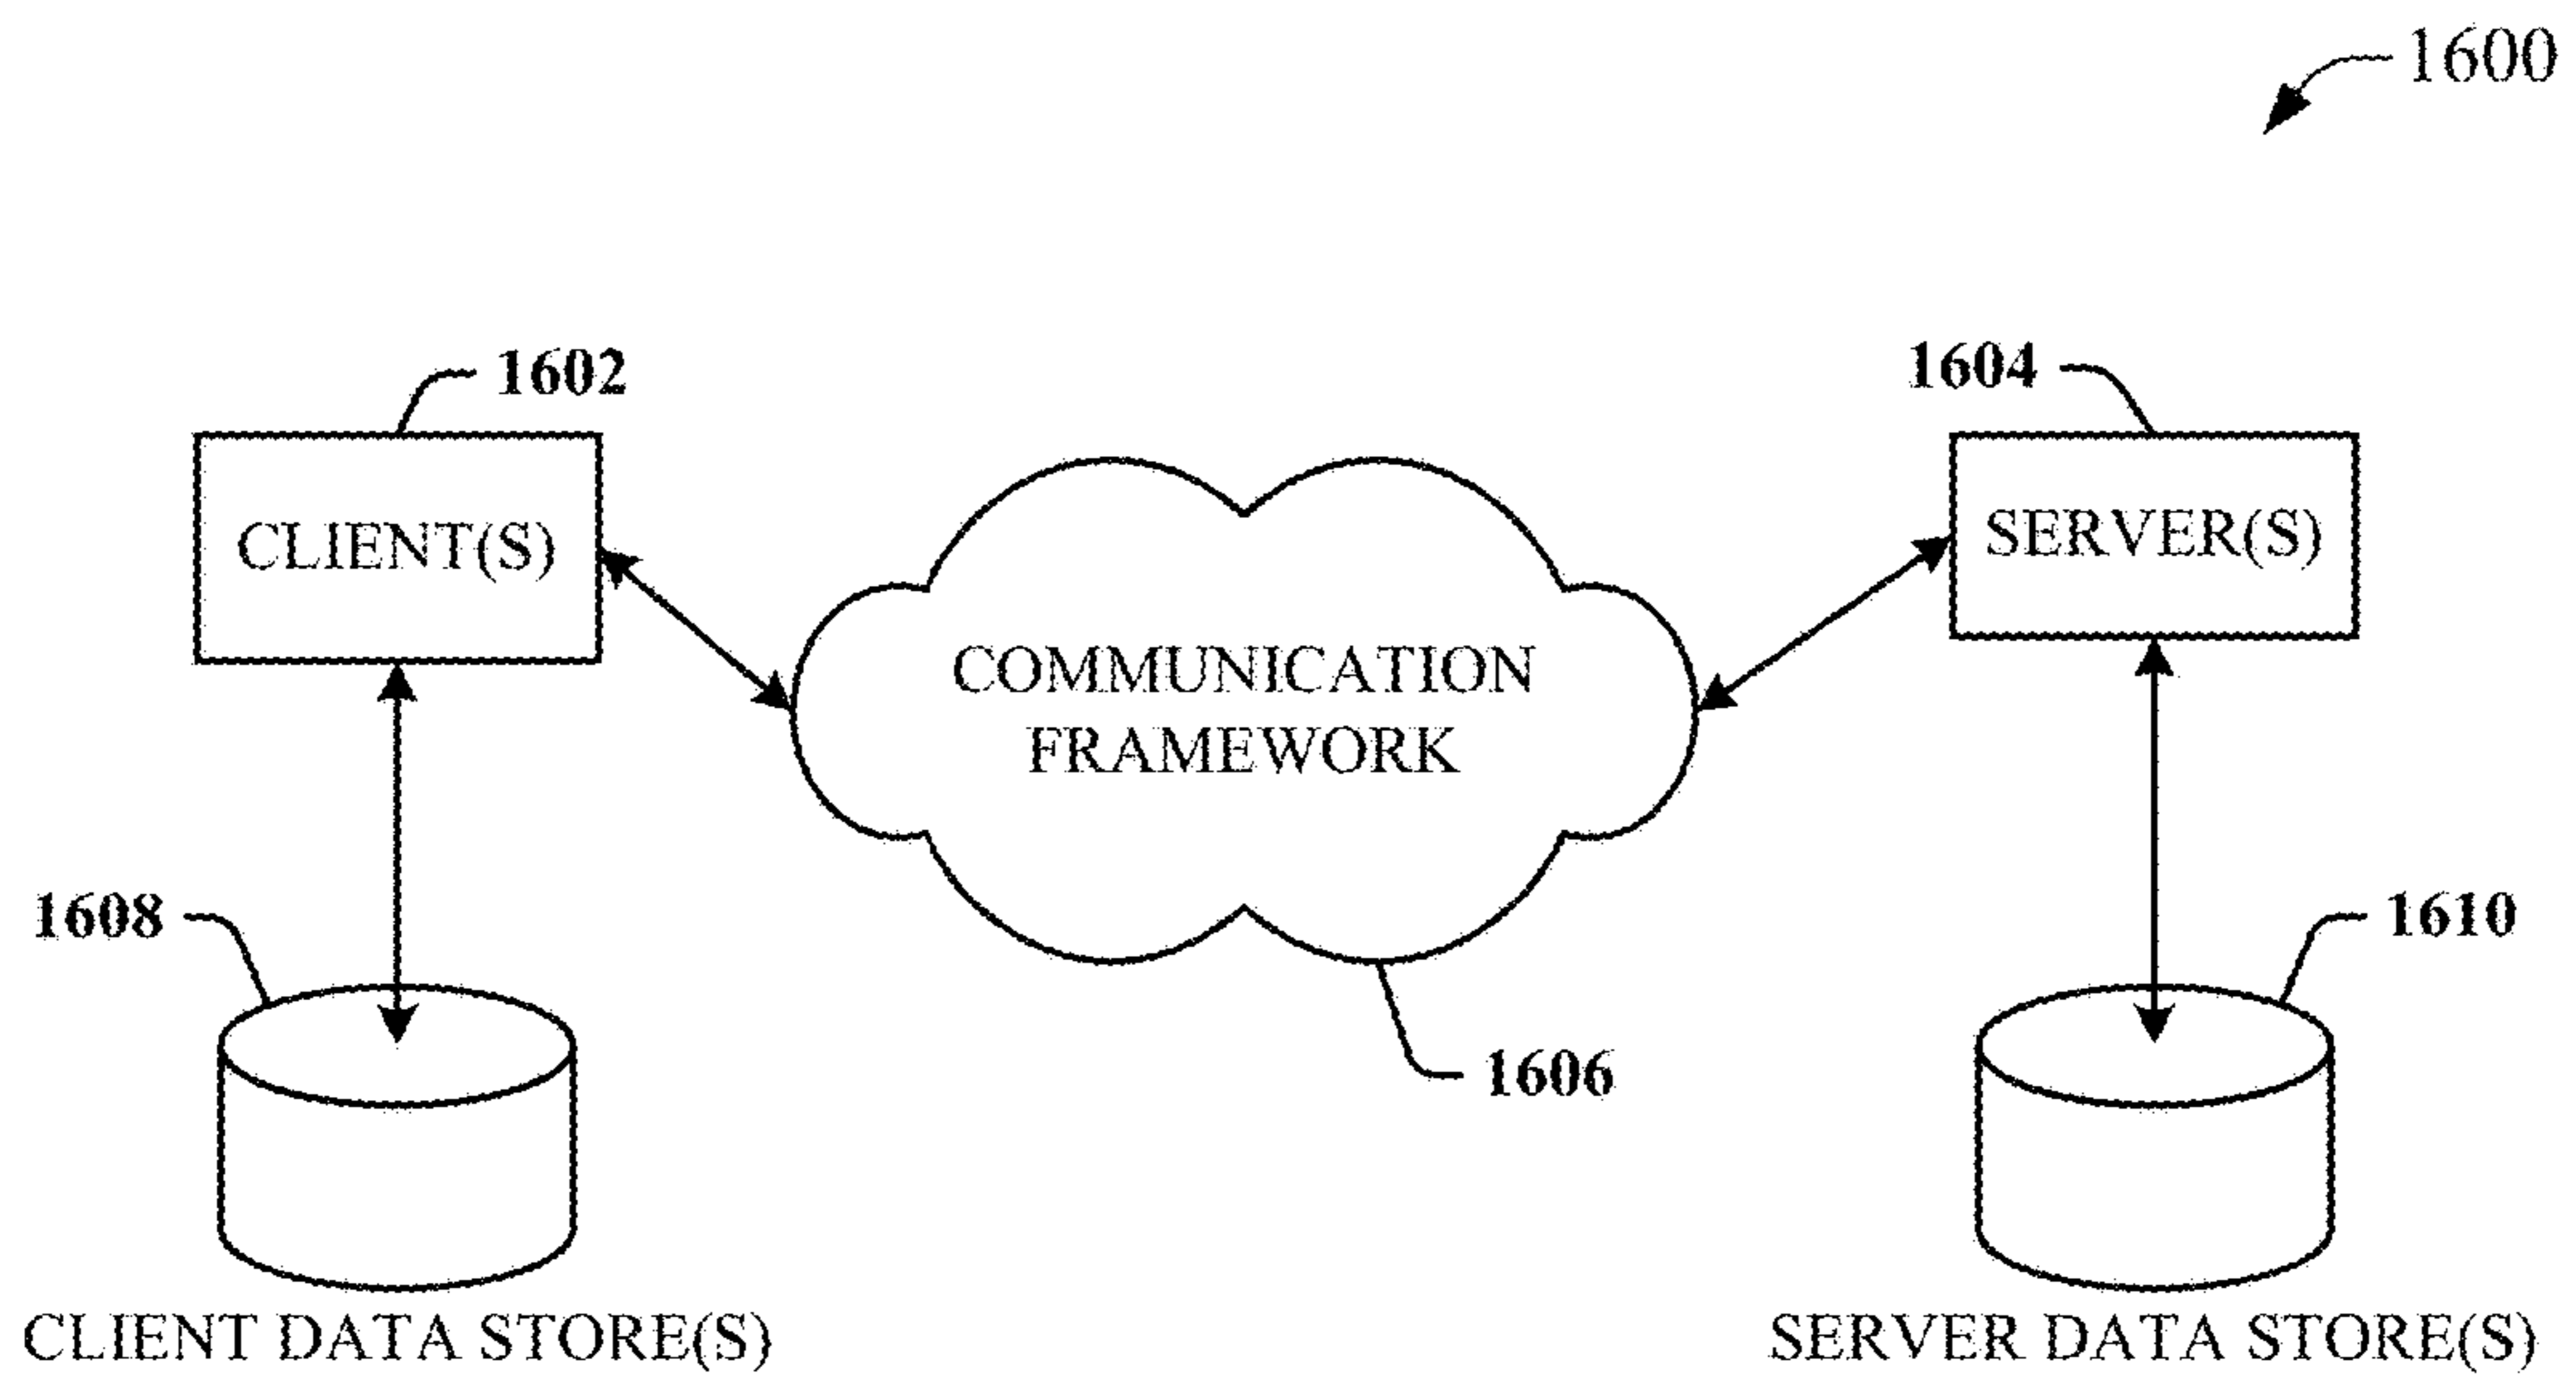 1600
1602
1604
CLIENT(S)
SERVER(S)
COMMUNICATION
FRAMEWORK
1608
1610
1606
CLIENT DATA STORE(S)
SERVER DATA STORE(S)